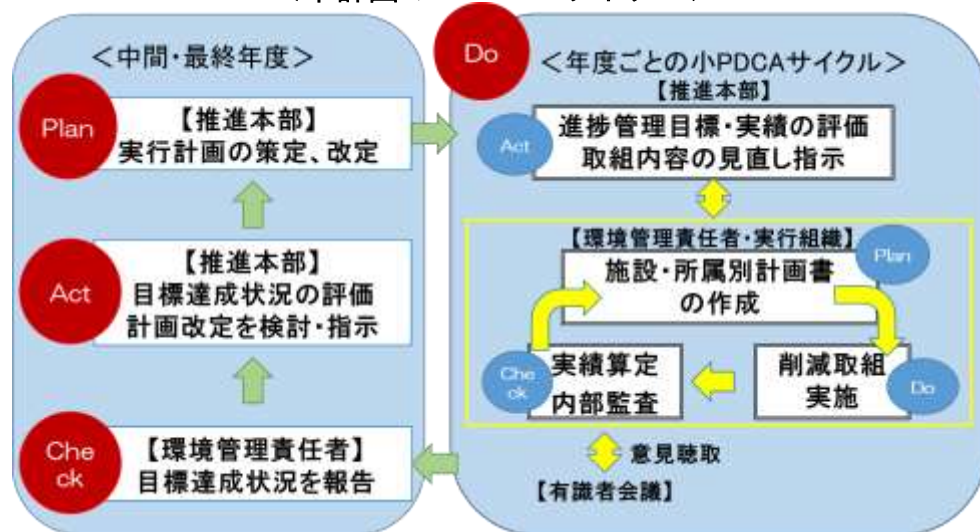 ＜中間・最終年度＞
Plan
【推進本部】
実行計画の策定、改定
Act
【推進本部】
目標達成状況の評価
計画改定を検討・指示
Che
ck
【環境管理責任者】
目標達成状況を報告
Do
＜年度ごとの小PDCAサイクル＞
【推進本部】
Act
進捗管理目標・実績の評価
取組内容の見直し指示
【環境管理責任者・実行組織】
Plan
施設・所属別計画書
の作成
Che
ck
実績算定
内部監査
削減取組
実施
Do
意見聴取
【有識者会議】